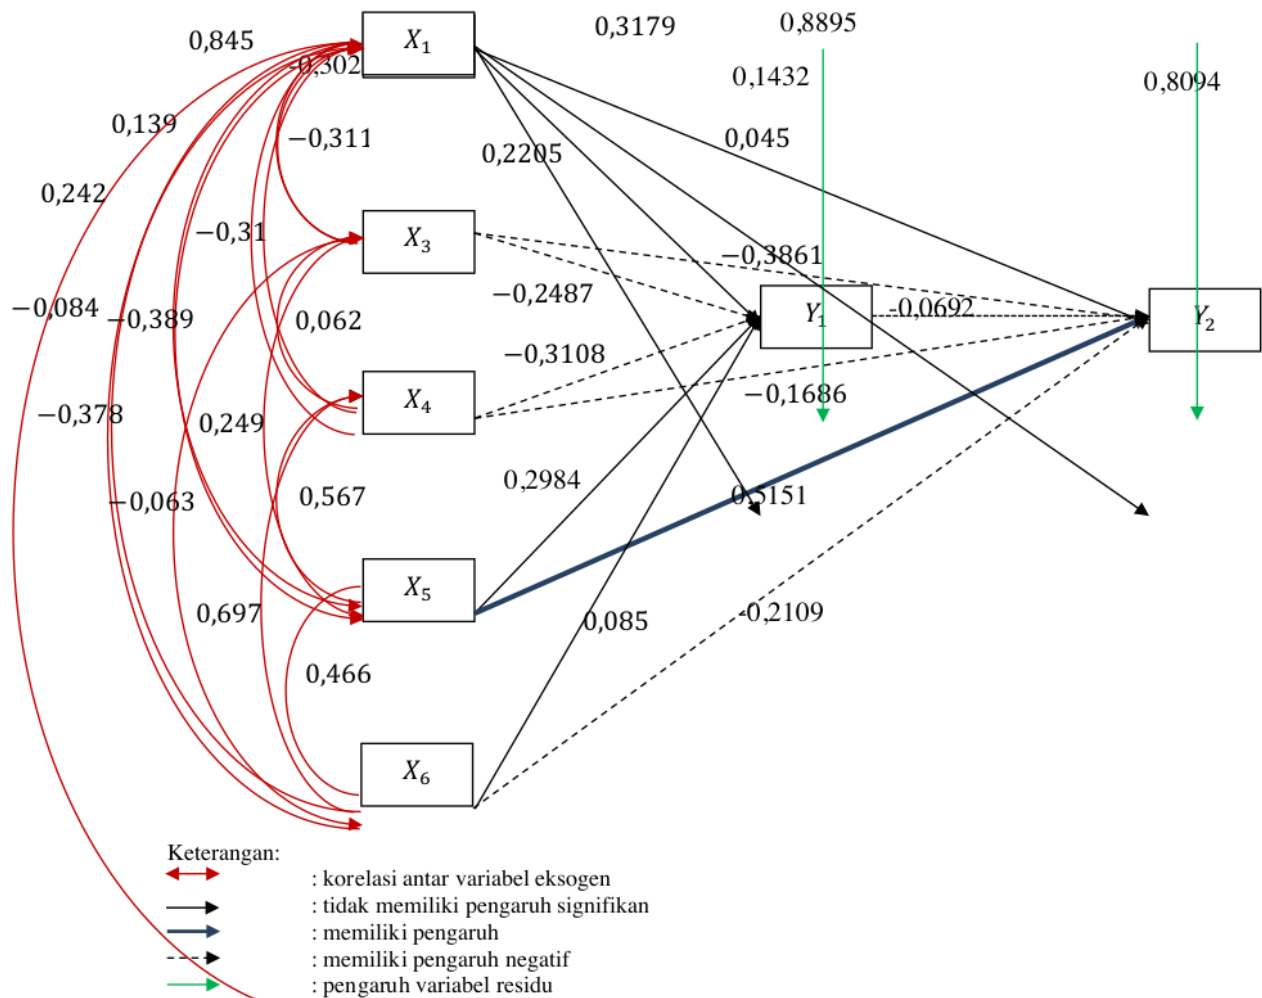 0,845
X₁
0,3179
0,8895
-0,302
0,1432
0,8094
0,139
−0,311
0,2205
0,045
0,242
−0,31
X₃
−0,3861
−0,2487
−0,084
−0,389
0,062
Y₁
-0,0692
Y₂
−0,3108
−0,378
0,249
X₄
−0,1686
−0,063
0,567
0,2984
0,5151
X₅
0,697
0,085
-0,2109
0,466
X₆
Keterangan:
: korelasi antar variabel eksogen
: tidak memiliki pengaruh signifikan
: memiliki pengaruh
: memiliki pengaruh negatif
: pengaruh variabel residu